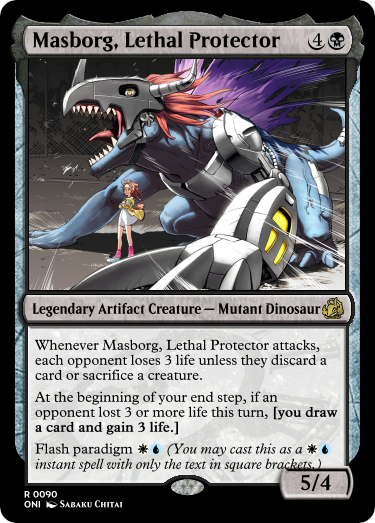 Masborg, Lethal Protector 4
Legendary Artifact Creature — Mutant Dinosaur
Whenever Masborg, Lethal Protector attacks,
each opponent loses 3 life unless they discard a
card or sacrifice a creature.
At the beginning of your end step, if an
opponent lost 3 or more life this turn, [you draw
a card and gain 3 life.]
Flash paradigm (You may cast this as a
instant spell with only the text in square brackets.)
5/4
R 0090
ONI Sabaku Chitai